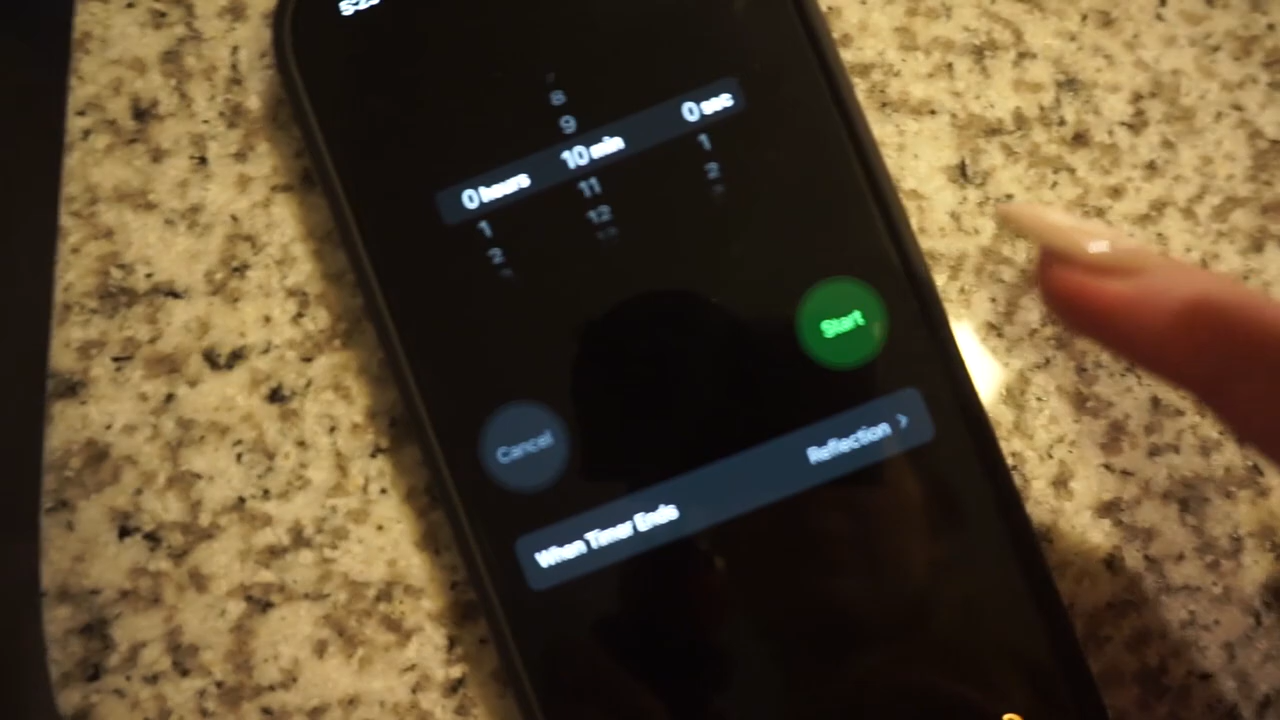 8
9
0 hours 10 min 0 sec
1 11 1
2 12 2
Start
Cancel
When Timer Ends Reflection